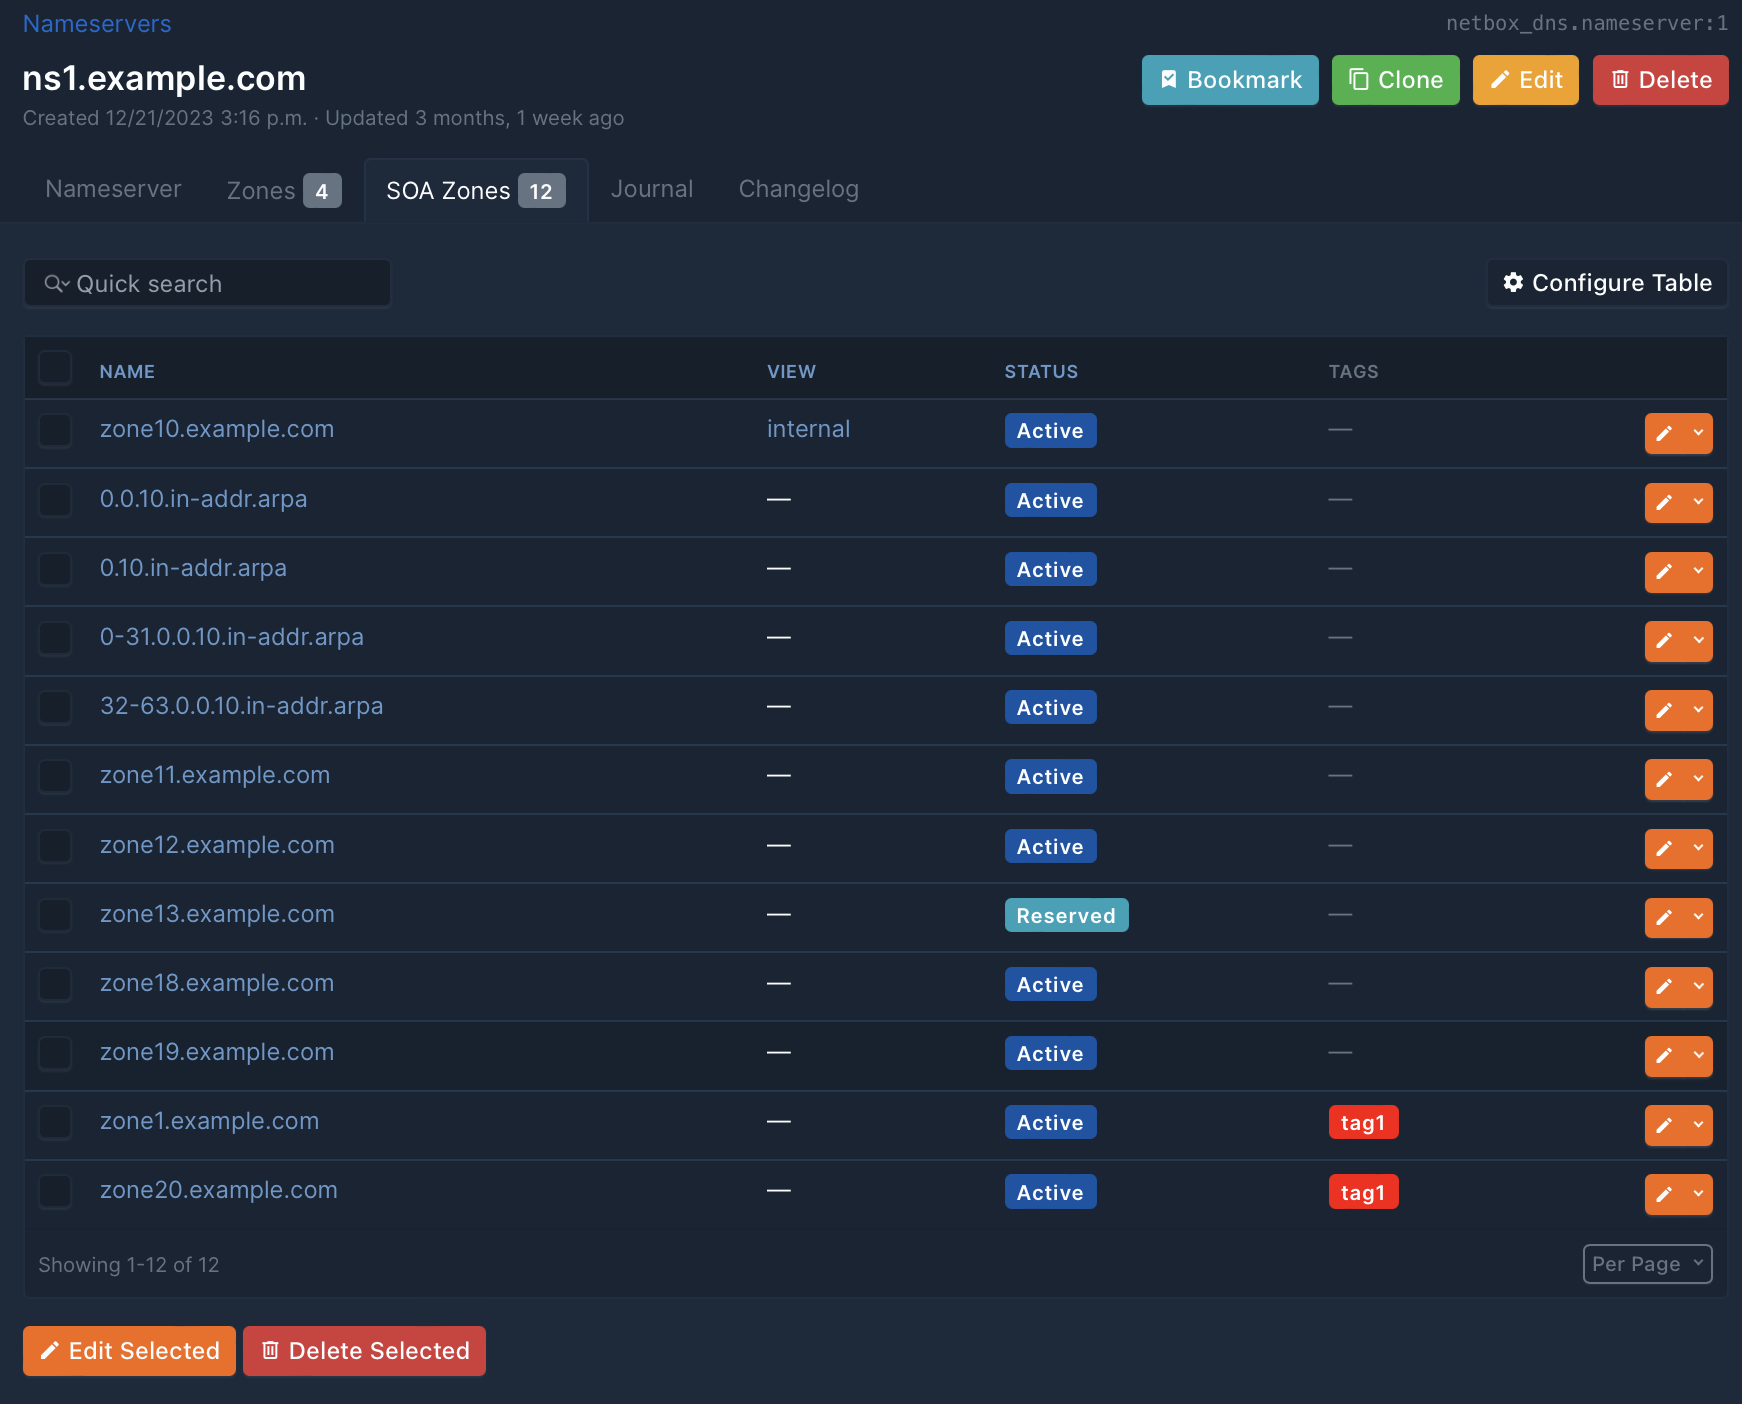 Nameservers
netbox_dns.nameserver:1
ns1.example.com
Bookmark Clone Edit Delete
Created 12/21/2023 3:16 p.m. · Updated 3 months, 1 week ago
Nameserver Zones 4 SOA Zones 12 Journal Changelog
Quick search
Configure Table
NAME VIEW STATUS TAGS
zone10.example.com internal Active —
0.0.10.in-addr.arpa — Active —
0.10.in-addr.arpa — Active —
0-31.0.0.10.in-addr.arpa — Active —
32-63.0.0.10.in-addr.arpa — Active —
zone11.example.com — Active —
zone12.example.com — Active —
zone13.example.com — Reserved —
zone18.example.com — Active —
zone19.example.com — Active —
zone1.example.com — Active tag1
zone20.example.com — Active tag1
Showing 1-12 of 12
Per Page
Edit Selected Delete Selected